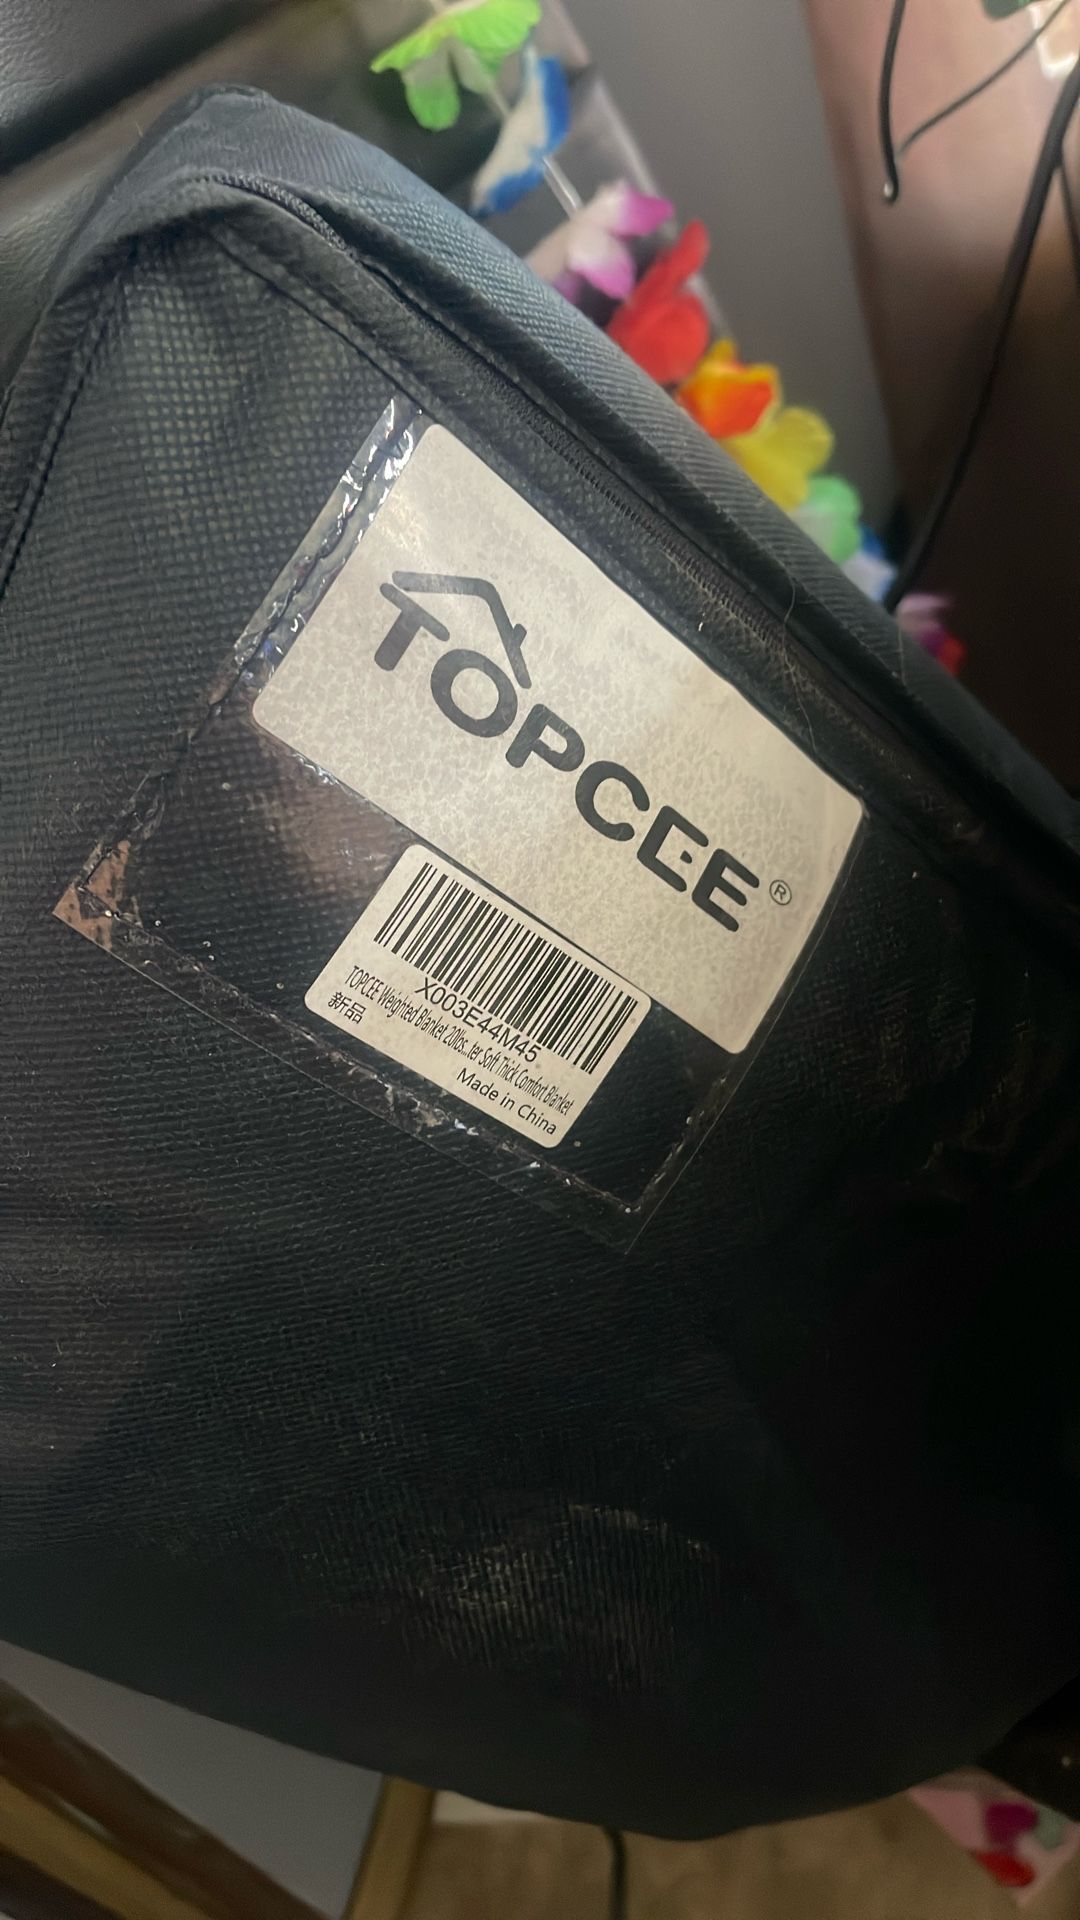 TOPCEE®
X003E44M45
TOPCEE Weighted Blanket 20lbs...ter Soft Thick Comfort Blanket
新品
Made in China